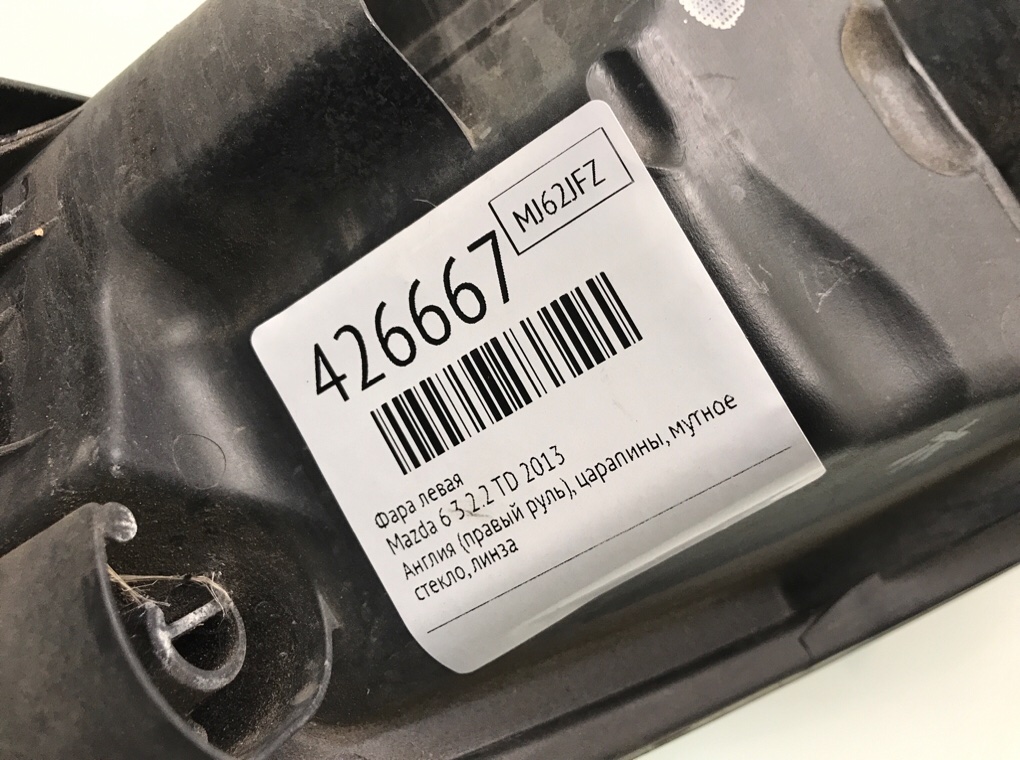 MJ62JFZ
426667
Фара левая
Mazda 6 3 2.2 TD 2013
Англия (правый руль), царапины, мутное
стекло, линза